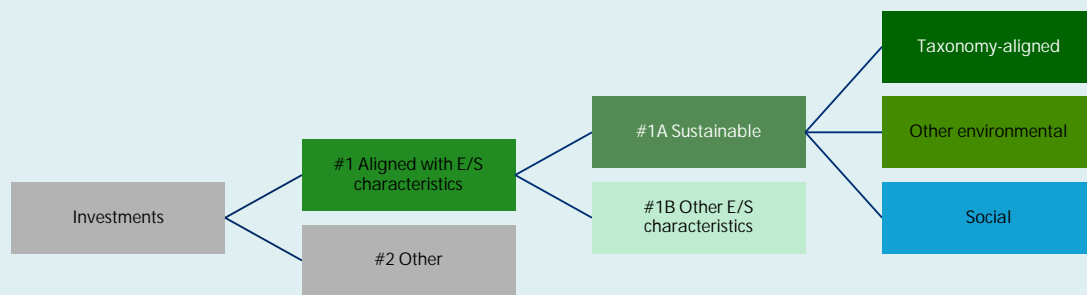 Investments
#1 Aligned with E/S
characteristics
#2 Other
#1A Sustainable
#1B Other E/S
characteristics
Taxonomy-aligned
Other environmental
Social